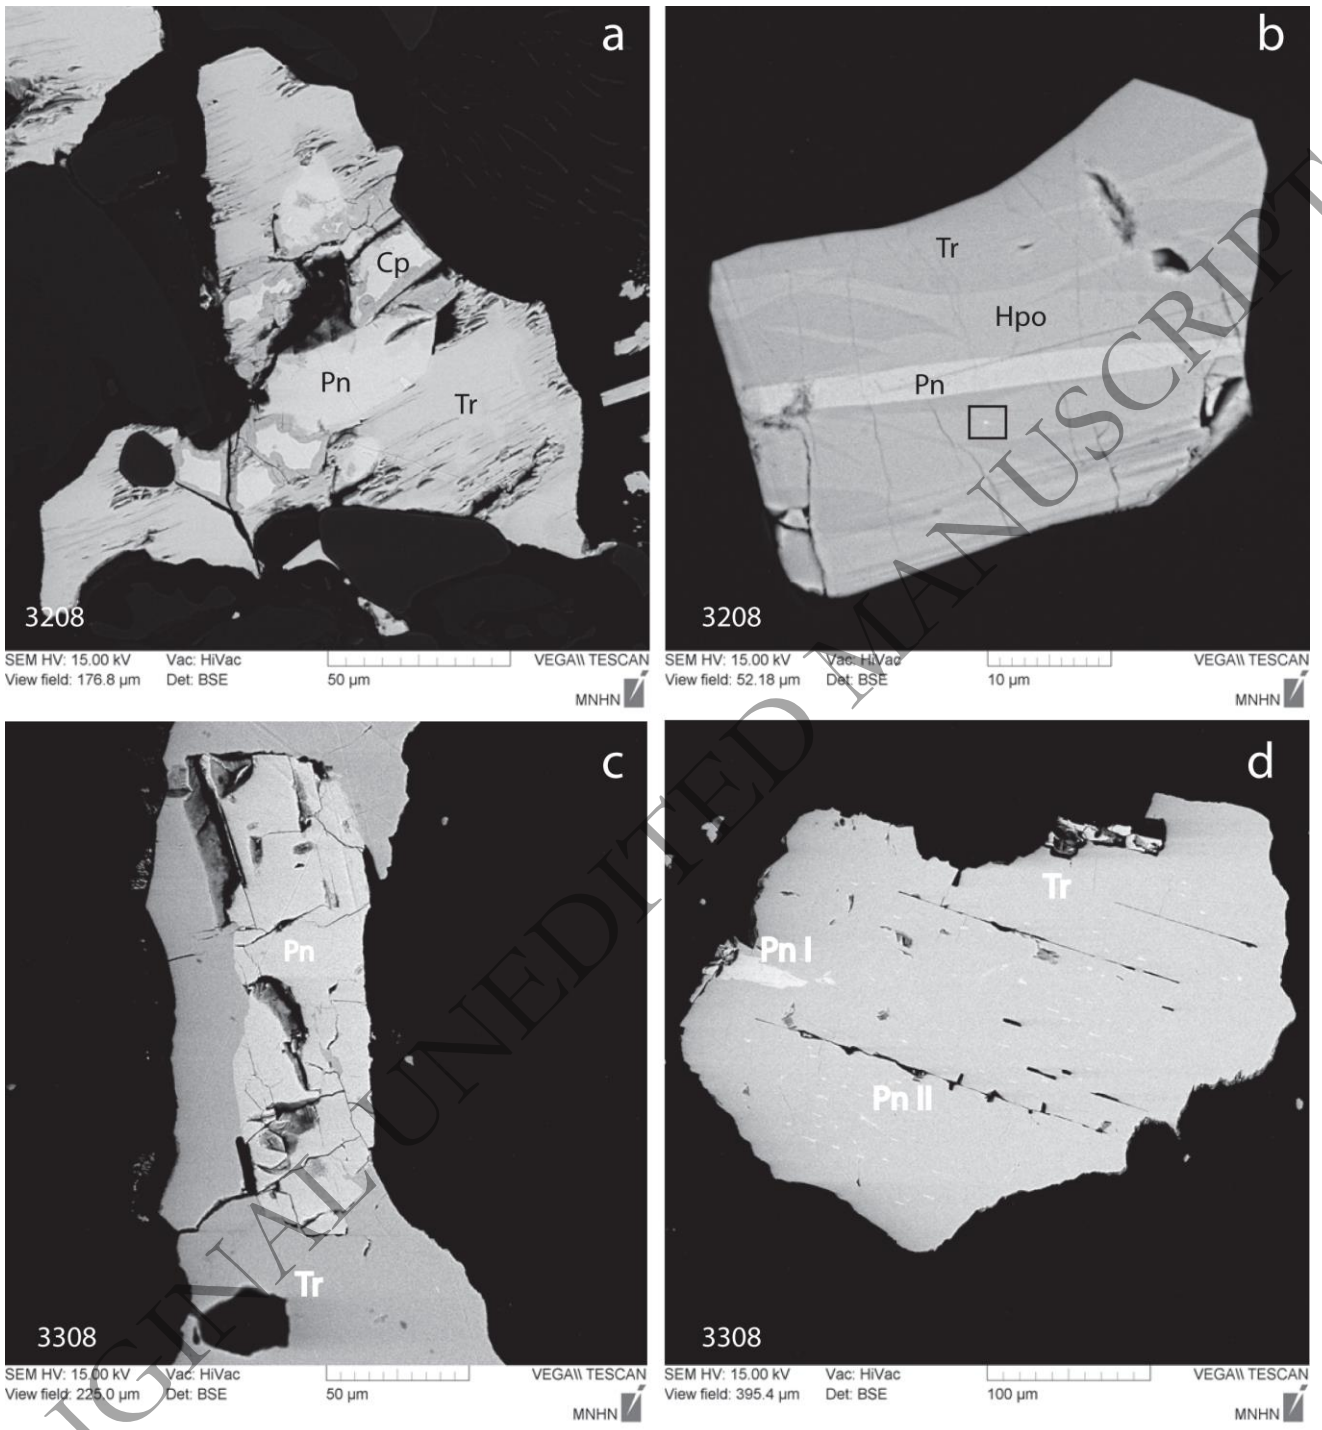 a
Cp
Pn
Tr
3208
SEM HV: 15.00 kV Vac: HiVac VEGA\\ TESCAN
View field: 176.8 µm Det: BSE 50 µm
MNHN
b
Tr
Hpo
Pn
3208
SEM HV: 15.00 kV Vac: HiVac VEGA\\ TESCAN
View field: 52.18 µm Det: BSE 10 µm
MNHN
c
Pn
Tr
3308
SEM HV: 15.00 kV Vac: HiVac VEGA\\ TESCAN
View field: 225.0 µm Det: BSE 50 µm
MNHN
d
Tr
Pn I
Pn II
3308
SEM HV: 15.00 kV Vac: HiVac VEGA\\ TESCAN
View field: 395.4 µm Det: BSE 100 µm
MNHN
GINAL UNEDITED MANUSCRIPT